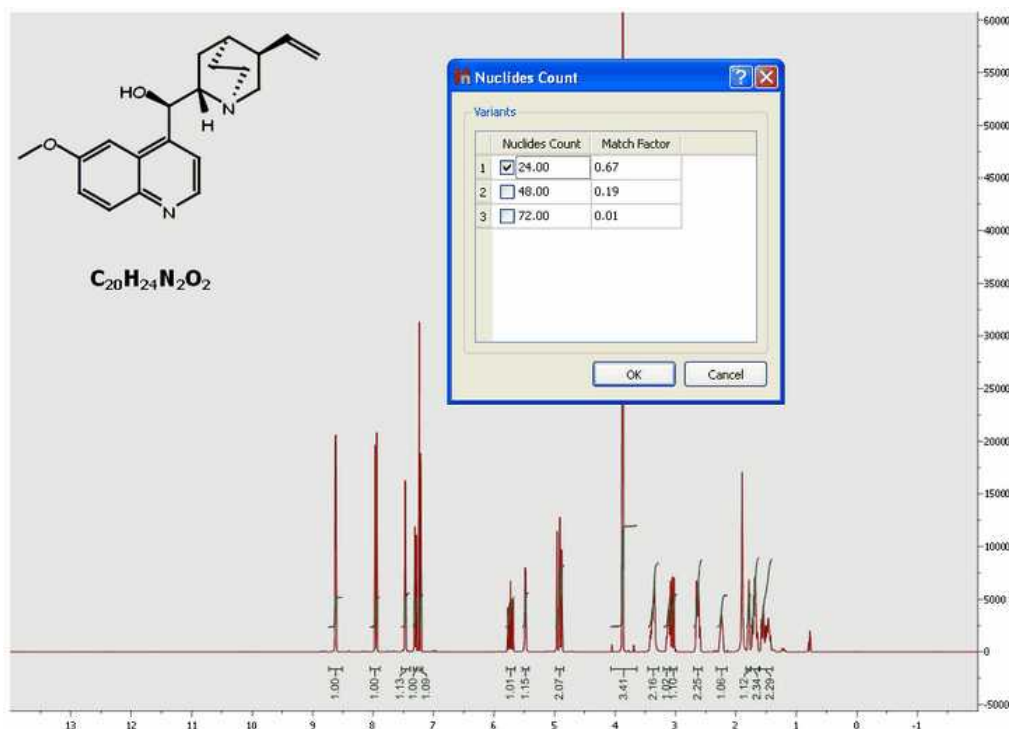 HO
N
H
O
N
C20H24N2O2
Nuclides Count
Variants
Nuclides Count Match Factor
1 24.00 0.67
2 48.00 0.19
3 72.00 0.01
OK Cancel
60000
55000
50000
45000
40000
35000
30000
25000
20000
15000
10000
5000
0
-5000
1.00
1.00
1.13
1.00
1.09
1.01
1.15
2.07
3.41
2.16
1.02
1.10
2.25
1.06
1.12
2.34
2.29
13 12 11 10 9 8 7 6 5 4 3 2 1 0 -1